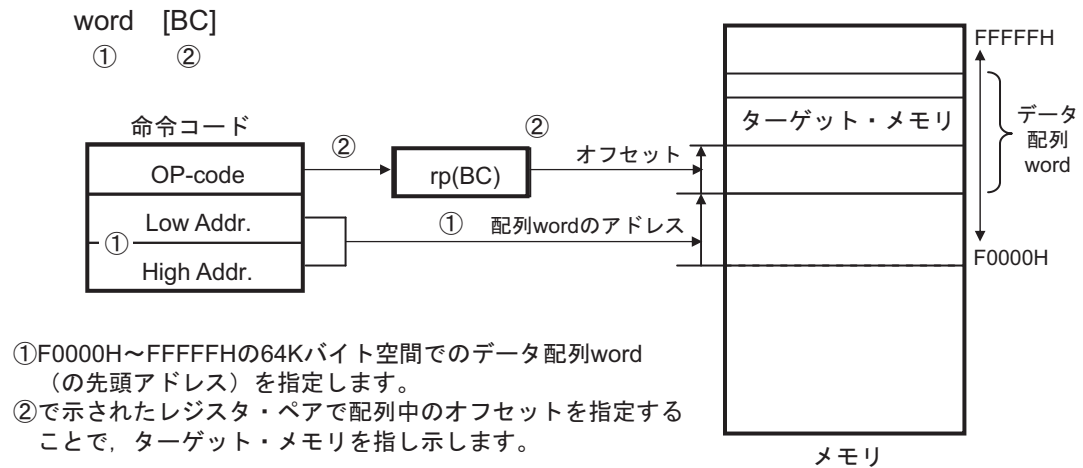 word [BC]
① ②
命令コード
OP-code
Low Addr.
①
High Addr.
②
rp(BC)
②
オフセット
① 配列wordのアドレス
FFFFFH
ターゲット・メモリ
データ
配列
word
F0000H
メモリ
①F0000H～FFFFFHの64Kバイト空間でのデータ配列word
（の先頭アドレス）を指定します。
②で示されたレジスタ・ペアで配列中のオフセットを指定する
ことで，ターゲット・メモリを指し示します。